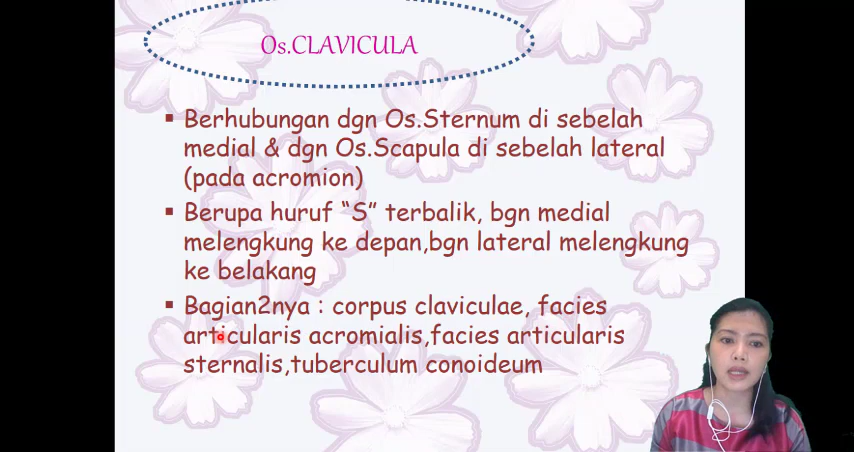 Os.CLAVICULA
▪ Berhubungan dgn Os.Sternum di sebelah
medial & dgn Os.Scapula di sebelah lateral
(pada acromion)
▪ Berupa huruf “S” terbalik, bgn medial
melengkung ke depan,bgn lateral melengkung
ke belakang
▪ Bagian2nya : corpus claviculae, facies
articularis acromialis,facies articularis
sternalis,tuberculum conoideum